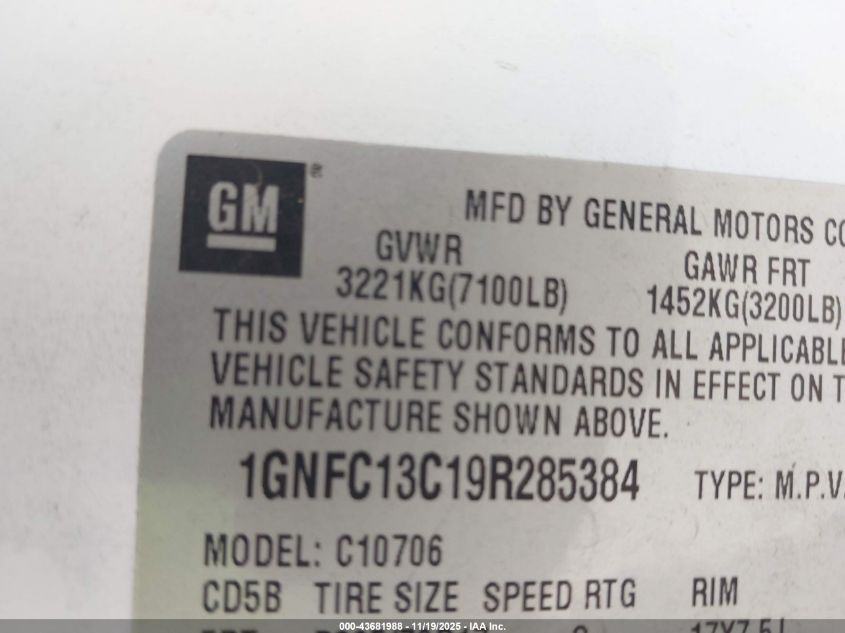 GM ®
MFD BY GENERAL MOTORS CO
GVWR GAWR FRT
3221KG(7100LB) 1452KG(3200LB)
THIS VEHICLE CONFORMS TO ALL APPLICABLE
VEHICLE SAFETY STANDARDS IN EFFECT ON T
MANUFACTURE SHOWN ABOVE.
1GNFC13C19R285384 TYPE: M.P.V.
MODEL: C10706
CD5B TIRE SIZE SPEED RTG RIM
17X7.5J
000-43681988 - 11/19/2025 - IAA Inc.